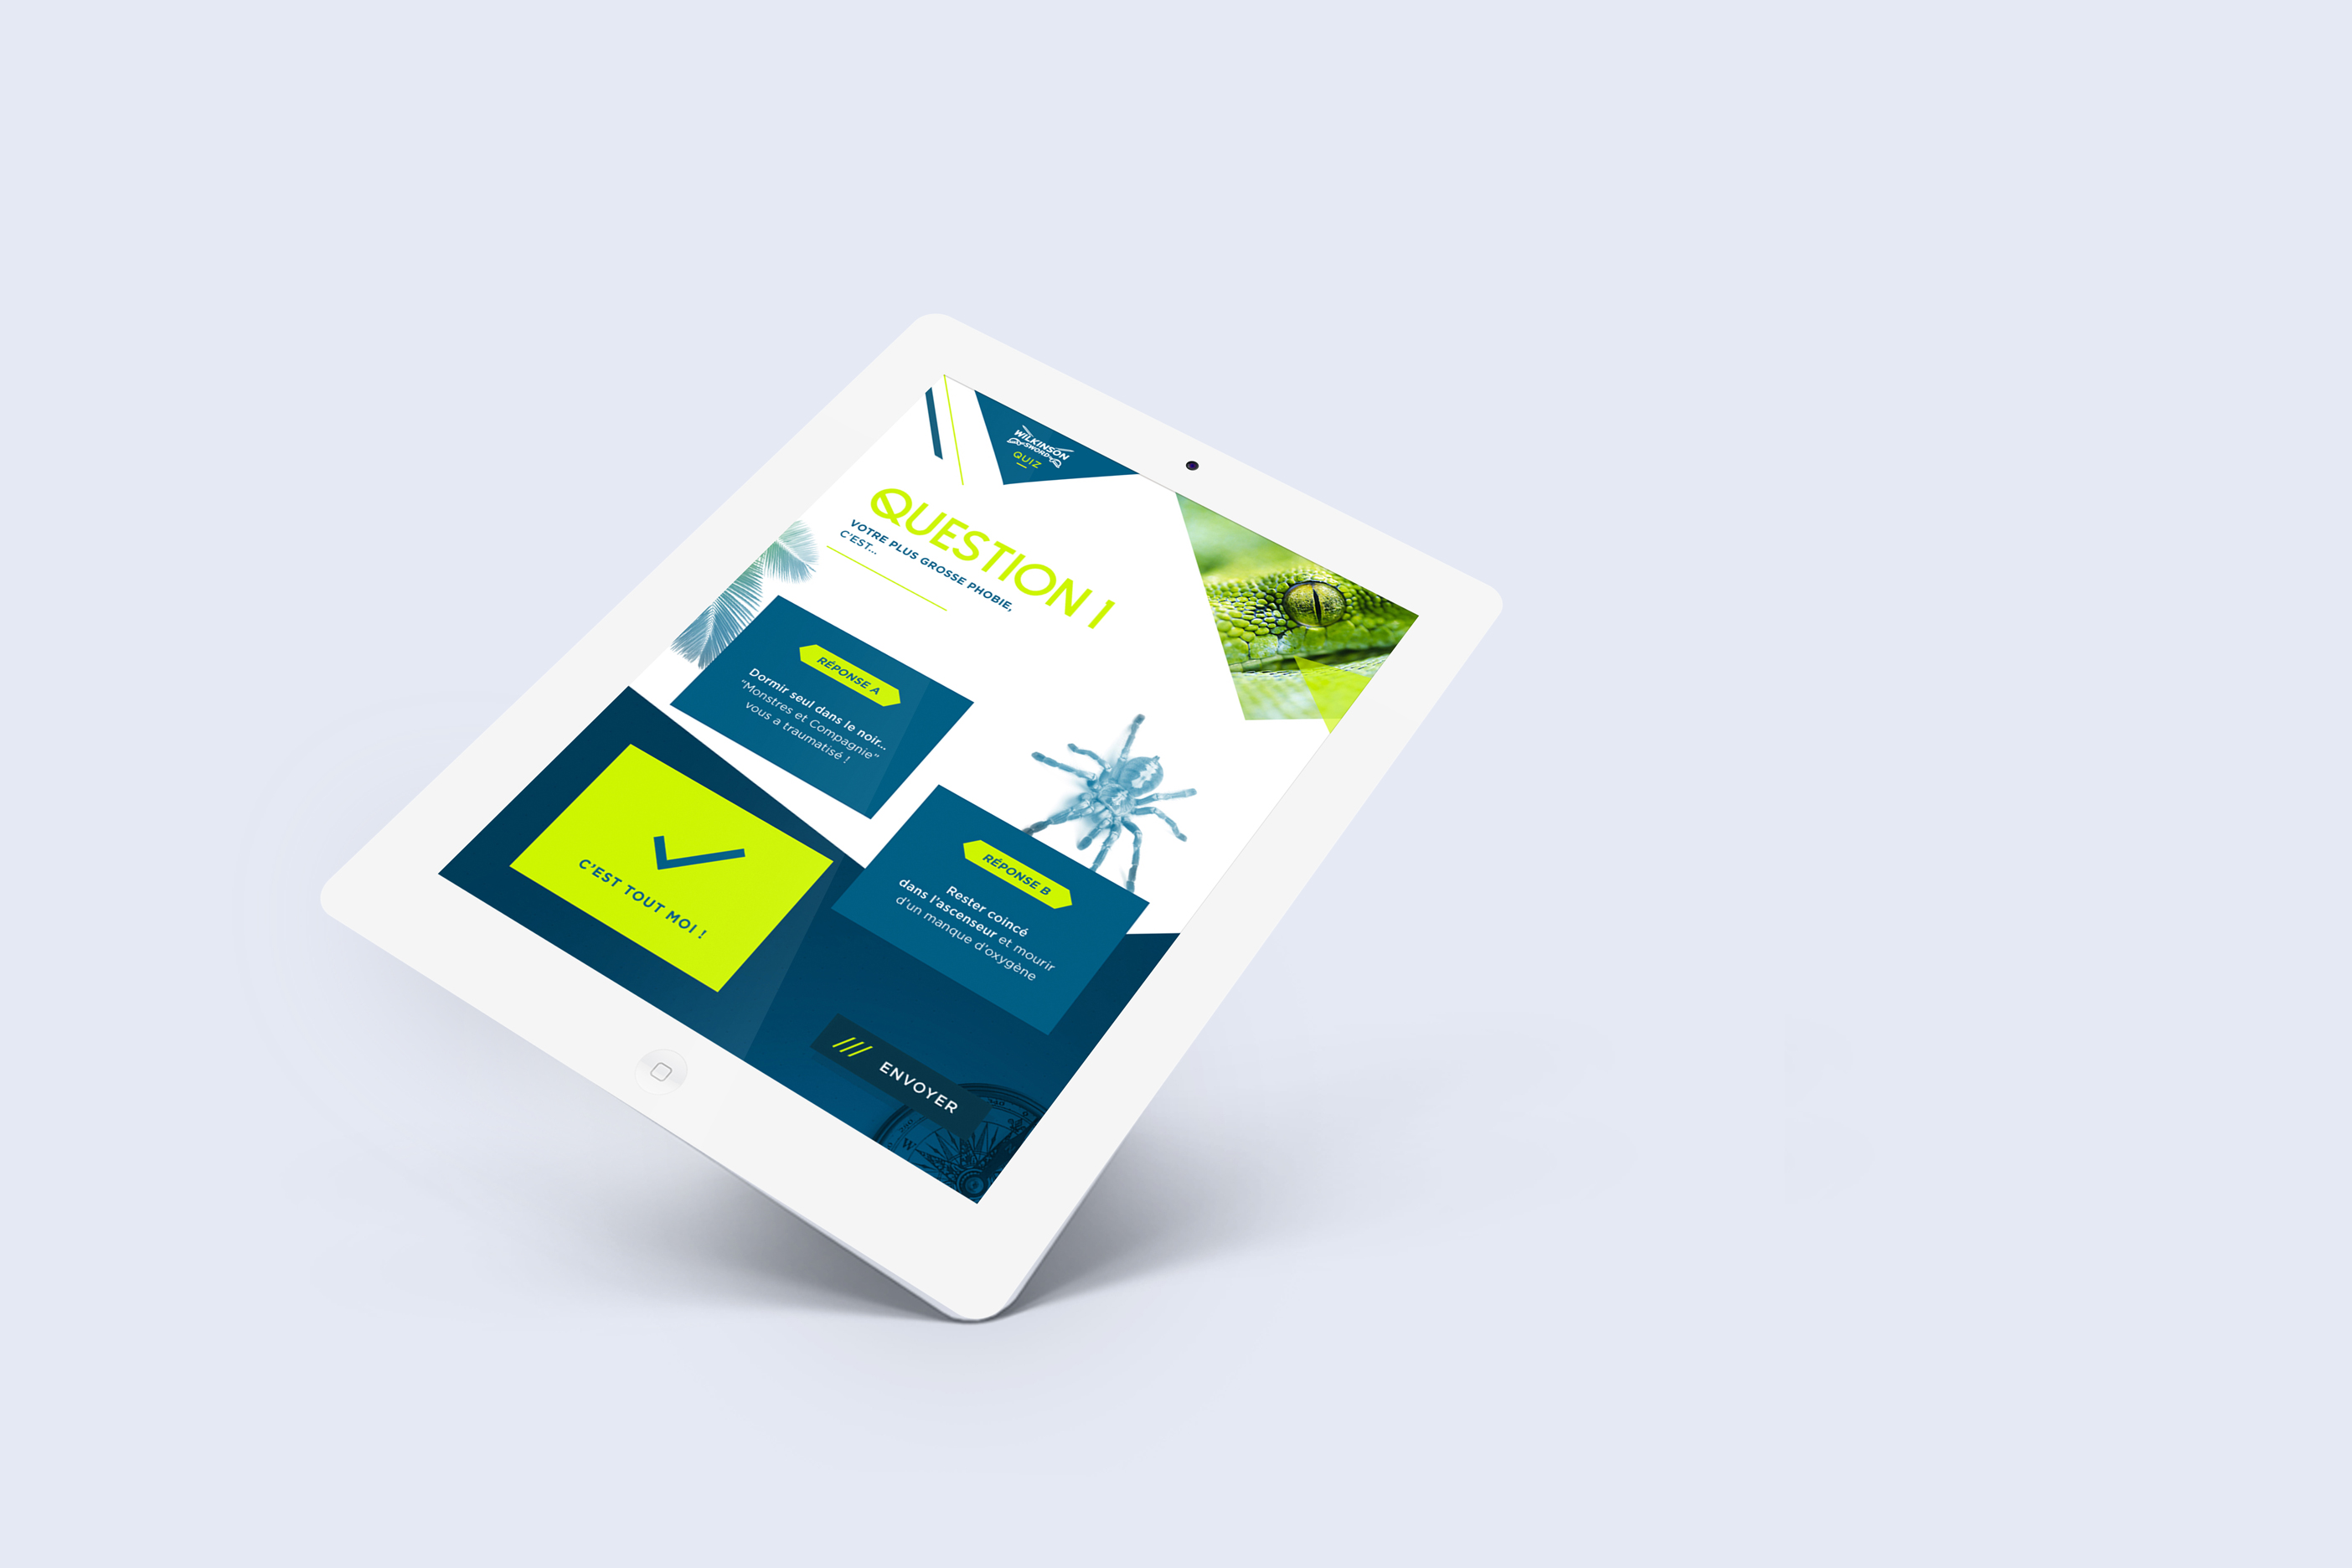 WILKINSON
SWORD
QUIZ
QUESTION 1
VOTRE PLUS GROSSE PHOBIE,
C'EST...
RÉPONSE A
Dormir seul dans le noir...
"Monstres et Compagnie"
vous a traumatisé !
C'EST TOUT MOI !
RÉPONSE B
Rester coincé
dans l'ascenseur et mourir
d'un manque d'oxygène
ENVOYER
W